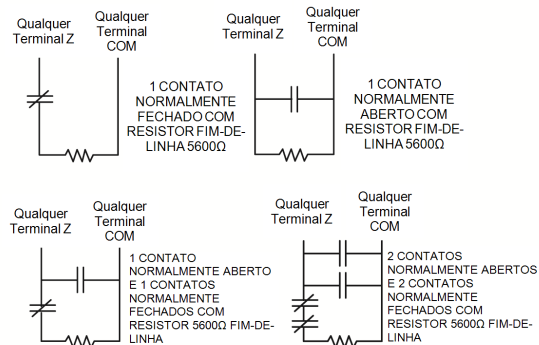 Qualquer
Terminal Z
Qualquer
Terminal
COM
1 CONTATO
NORMALMENTE
FECHADO COM
RESISTOR FIM-DE-
LINHA 5600Ω
Qualquer
Terminal Z
Qualquer
Terminal
COM
1 CONTATO
NORMALMENTE
ABERTO COM
RESISTOR FIM-DE-
LINHA 5600Ω
Qualquer
Terminal Z
Qualquer
Terminal
COM
1 CONTATO
NORMALMENTE ABERTO
E 1 CONTATOS
NORMALMENTE
FECHADOS COM
RESISTOR 5600Ω FIM-DE-
LINHA
Qualquer
Terminal Z
Qualquer
Terminal
COM
2 CONTATOS
NORMALMENTE ABERTOS
E 2 CONTATOS
NORMALMENTE
FECHADOS COM
RESISTOR 5600Ω FIM-DE-
LINHA